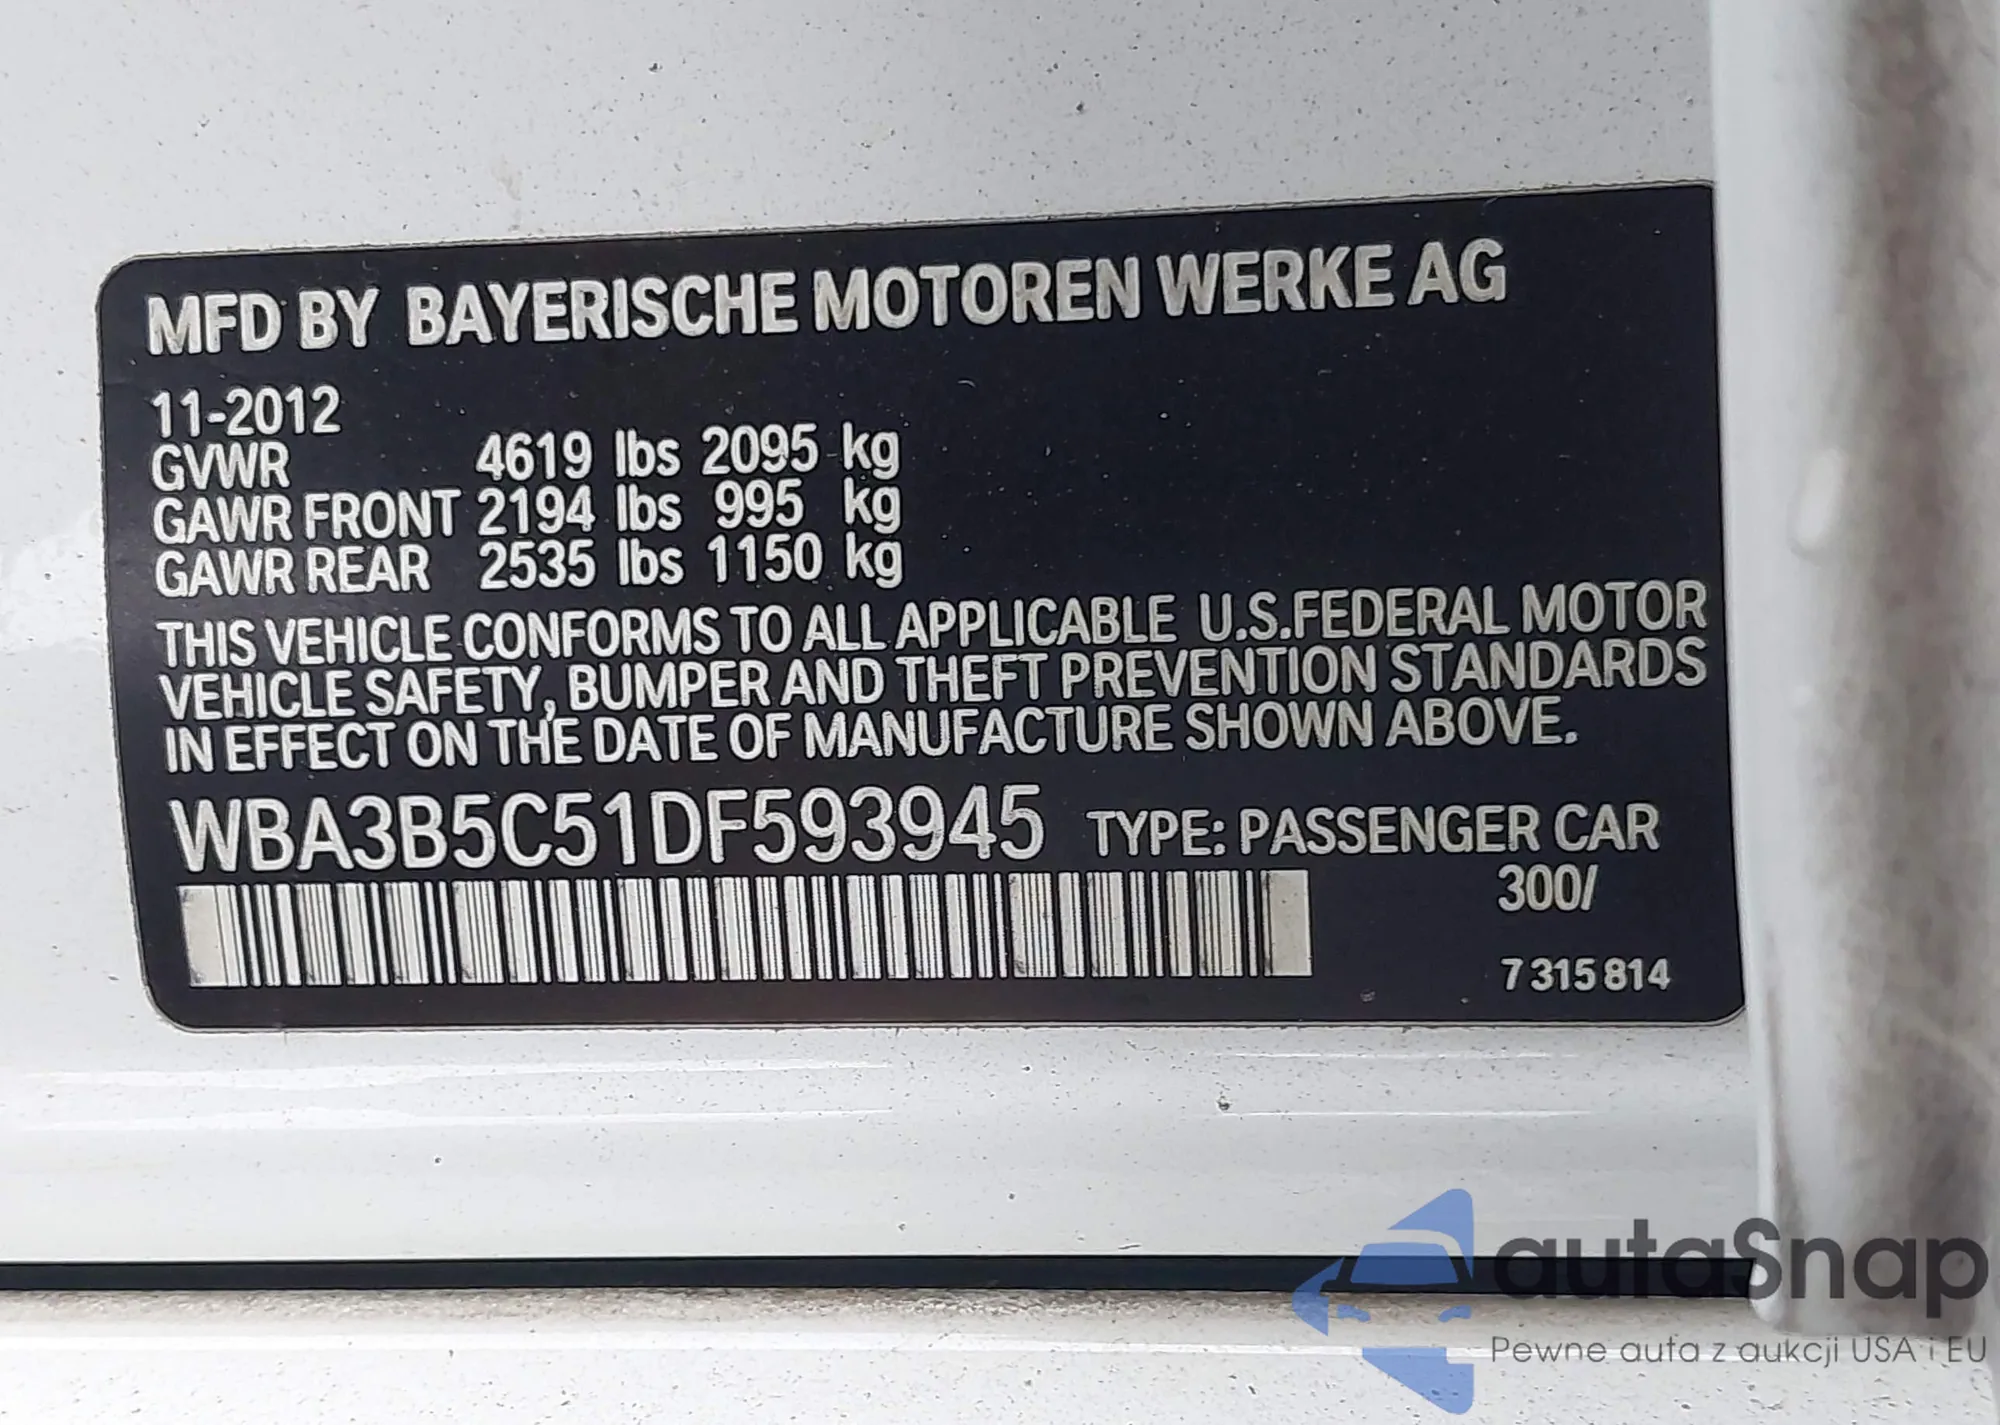 MFD BY BAYERISCHE MOTOREN WERKE AG
11-2012
GVWR 4619 lbs 2095 kg
GAWR FRONT 2194 lbs 995 kg
GAWR REAR 2535 lbs 1150 kg
THIS VEHICLE CONFORMS TO ALL APPLICABLE U.S.FEDERAL MOTOR
VEHICLE SAFETY, BUMPER AND THEFT PREVENTION STANDARDS
IN EFFECT ON THE DATE OF MANUFACTURE SHOWN ABOVE.
WBA3B5C51DF593945 TYPE: PASSENGER CAR
300/
7 315 814
autaSnap
Pewne auta z aukcji USA i EU